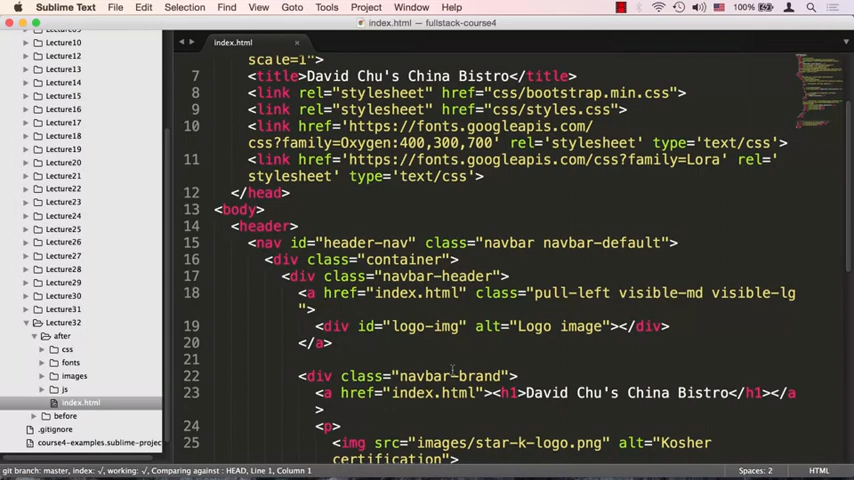 Sublime Text File Edit Selection Find View Goto Tools Project Window Help 100%
index.html — fullstack-course4
Lecture9
Lecture10
Lecture12
Lecture13
Lecture14
Lecture15
Lecture16
Lecture17
Lecture18
Lecture19
Lecture20
Lecture22
Lecture23
Lecture24
Lecture25
Lecture26
Lecture27
Lecture28
Lecture29
Lecture30
Lecture31
Lecture32
after
css
fonts
images
js
index.html
before
.gitignore
course4-examples.sublime-projec
index.html
scale=1">
7 <title>David Chu's China Bistro</title>
8 <link rel="stylesheet" href="css/bootstrap.min.css">
9 <link rel="stylesheet" href="css/styles.css">
10 <link href='https://fonts.googleapis.com/
css?family=Oxygen:400,300,700' rel='stylesheet' type='text/css'>
11 <link href='https://fonts.googleapis.com/css?family=Lora' rel='
stylesheet' type='text/css'>
12 </head>
13 <body>
14 <header>
15 <nav id="header-nav" class="navbar navbar-default">
16 <div class="container">
17 <div class="navbar-header">
18 <a href="index.html" class="pull-left visible-md visible-lg
">
19 <div id="logo-img" alt="Logo image"></div>
20 </a>
21
22 <div class="navbar-brand">
23 <a href="index.html"><h1>David Chu's China Bistro</h1></a
>
24 <p>
25 <img src="images/star-k-logo.png" alt="Kosher
certification">
git branch: master, index: √, working: √, Comparing against : HEAD, Line 1, Column 1 Spaces: 2 HTML